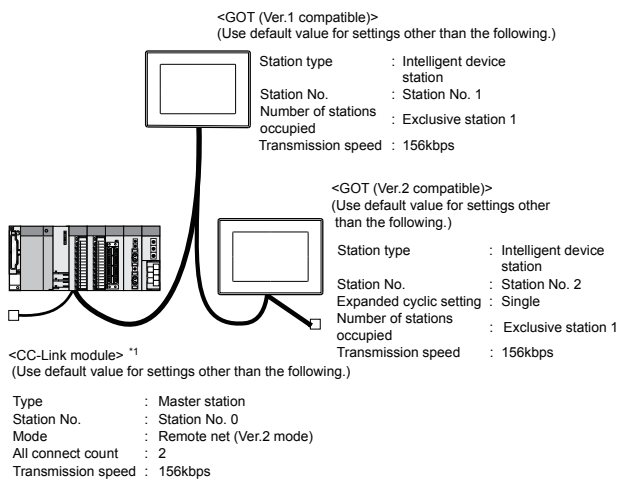 <GOT (Ver.1 compatible)>
(Use default value for settings other than the following.)
Station type : Intelligent device
station
Station No. : Station No. 1
Number of stations
occupied : Exclusive station 1
Transmission speed : 156kbps
<GOT (Ver.2 compatible)>
(Use default value for settings other
than the following.)
Station type : Intelligent device
station
Station No. : Station No. 2
Expanded cyclic setting : Single
Number of stations
occupied : Exclusive station 1
Transmission speed : 156kbps
<CC-Link module> *1
(Use default value for settings other than the following.)
Type : Master station
Station No. : Station No. 0
Mode : Remote net (Ver.2 mode)
All connect count : 2
Transmission speed : 156kbps